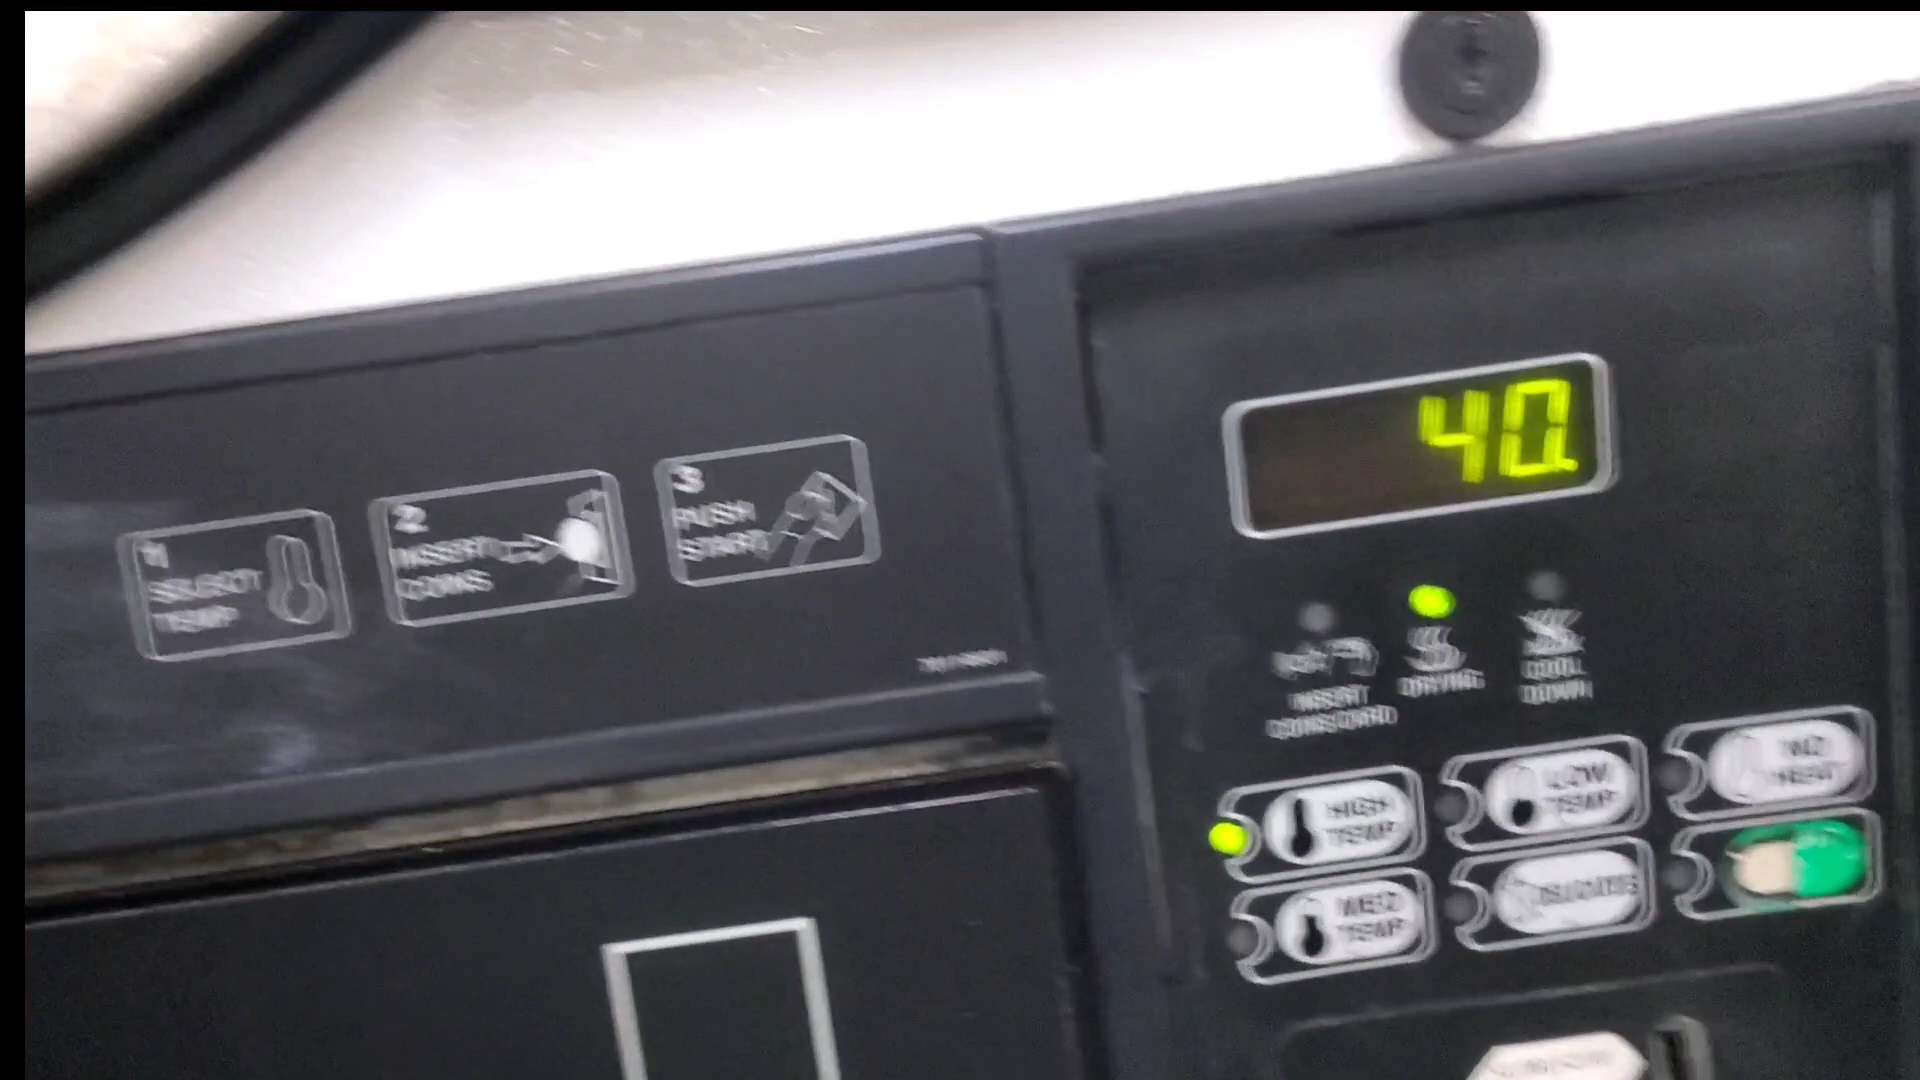 1
SELECT
TEMP
2
INSERT
COINS
3
PUSH
START
40
INSERT
COINS/CARD
DRYING
COOL
DOWN
HIGH
TEMP
LOW
TEMP
NO
HEAT
MED
TEMP
DELICATES